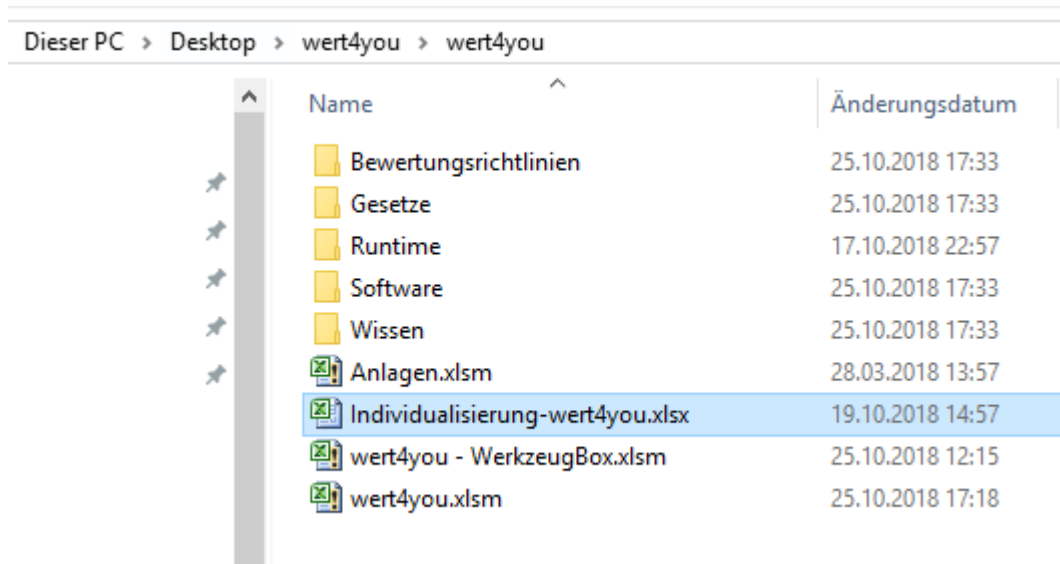 Dieser PC > Desktop > wert4you > wert4you
Name Änderungsdatum
Bewertungsrichtlinien 25.10.2018 17:33
Gesetze 25.10.2018 17:33
Runtime 17.10.2018 22:57
Software 25.10.2018 17:33
Wissen 25.10.2018 17:33
Anlagen.xlsm 28.03.2018 13:57
Individualisierung-wert4you.xlsx 19.10.2018 14:57
wert4you - WerkzeugBox.xlsm 25.10.2018 12:15
wert4you.xlsm 25.10.2018 17:18